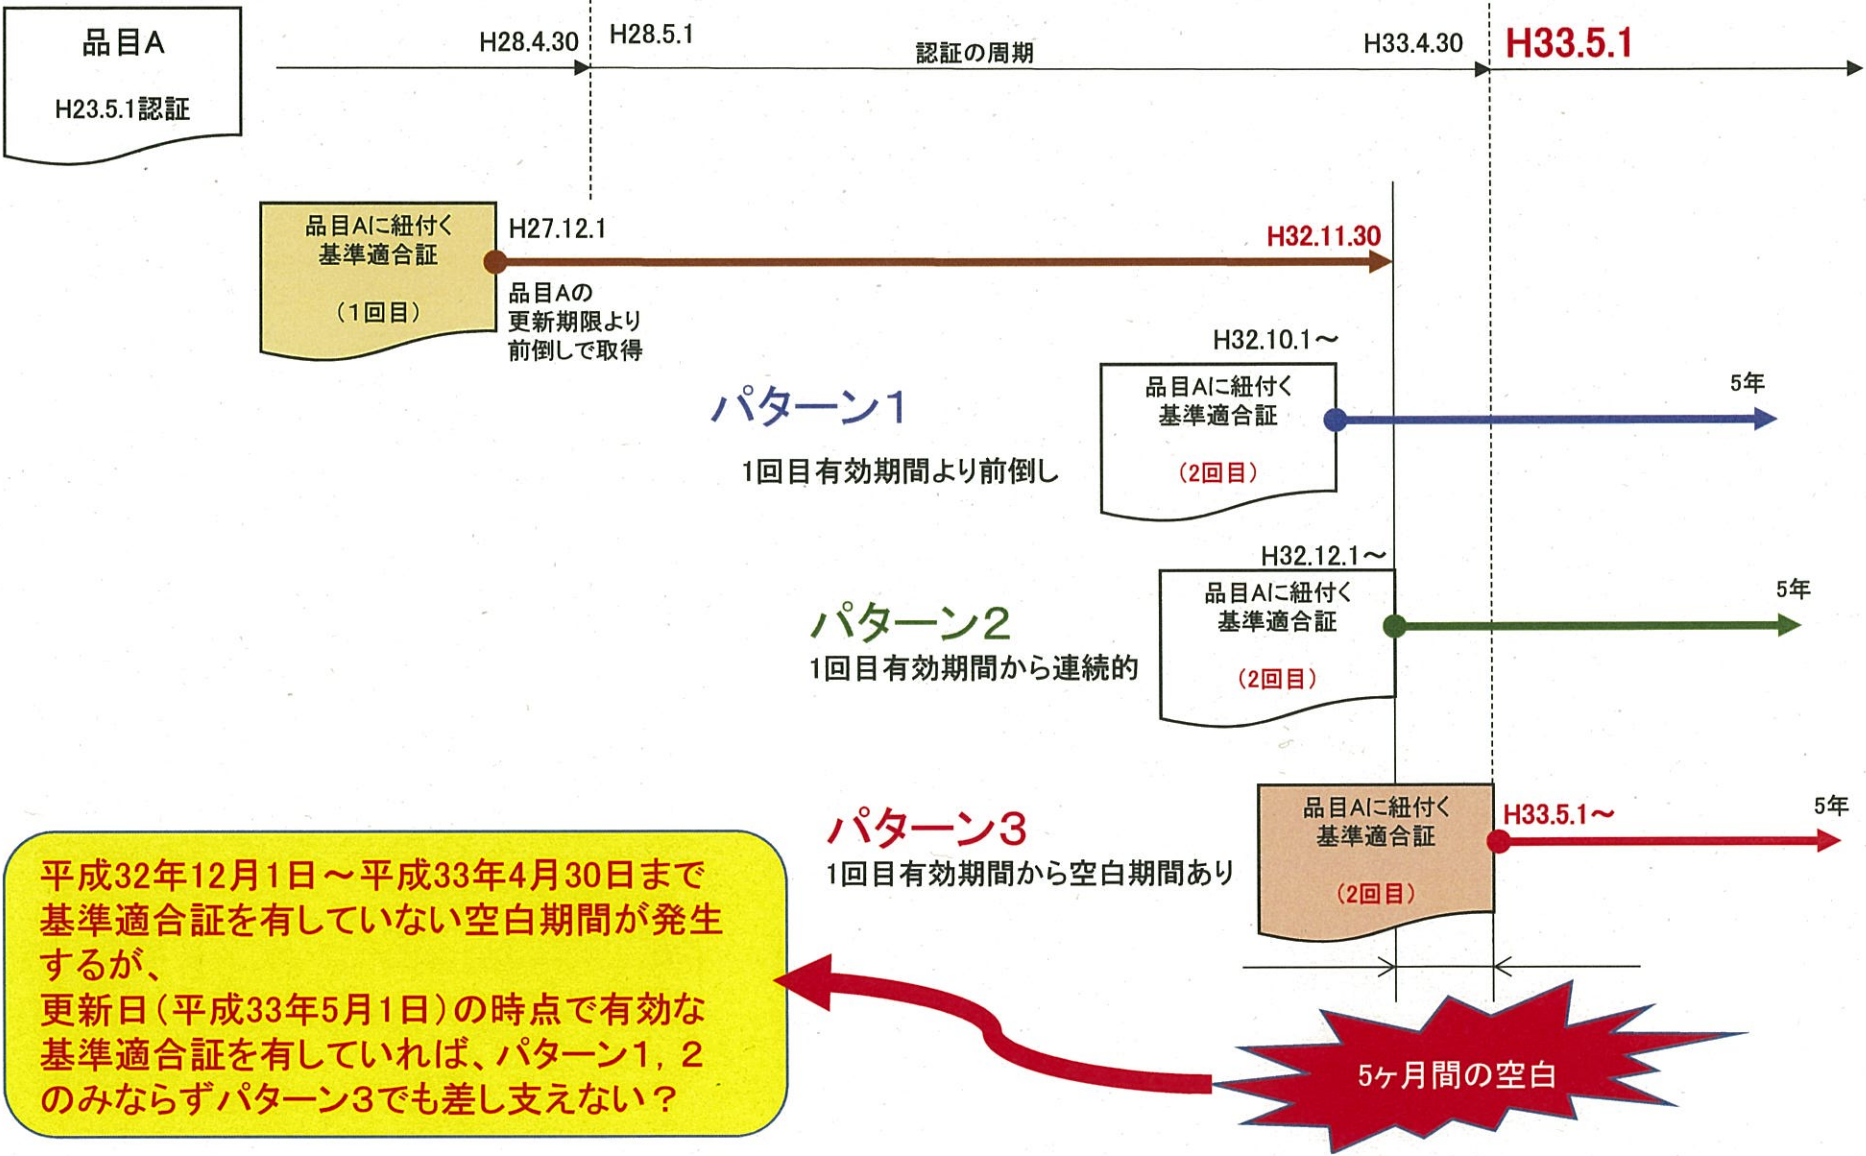 品目A
H23.5.1認証
H28.4.30
H28.5.1
認証の周期
H33.4.30
H33.5.1
品目Aに紐付く
基準適合証
（1回目）
H27.12.1
H32.11.30
品目Aの
更新期限より
前倒しで取得
H32.10.1～
パターン１
1回目有効期間より前倒し
品目Aに紐付く
基準適合証
（2回目）
5年
H32.12.1～
パターン２
1回目有効期間から連続的
品目Aに紐付く
基準適合証
（2回目）
5年
パターン３
1回目有効期間から空白期間あり
品目Aに紐付く
基準適合証
（2回目）
H33.5.1～
5年
平成32年12月1日～平成33年4月30日まで
基準適合証を有していない空白期間が発生
するが、
更新日（平成33年5月1日）の時点で有効な
基準適合証を有していれば、パターン１，２
のみならずパターン３でも差し支えない？
5ヶ月間の空白